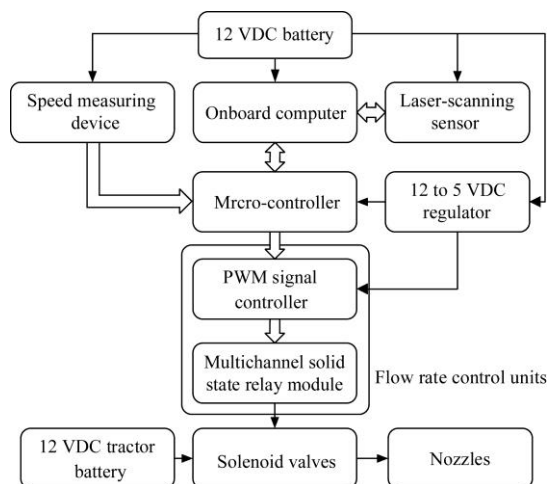 12 VDC battery
Speed measuring
device
Onboard computer
Laser-scanning
sensor
Mrcro-controller
12 to 5 VDC
regulator
PWM signal
controller
Multichannel solid
state relay module
Flow rate control units
12 VDC tractor
battery
Solenoid valves
Nozzles